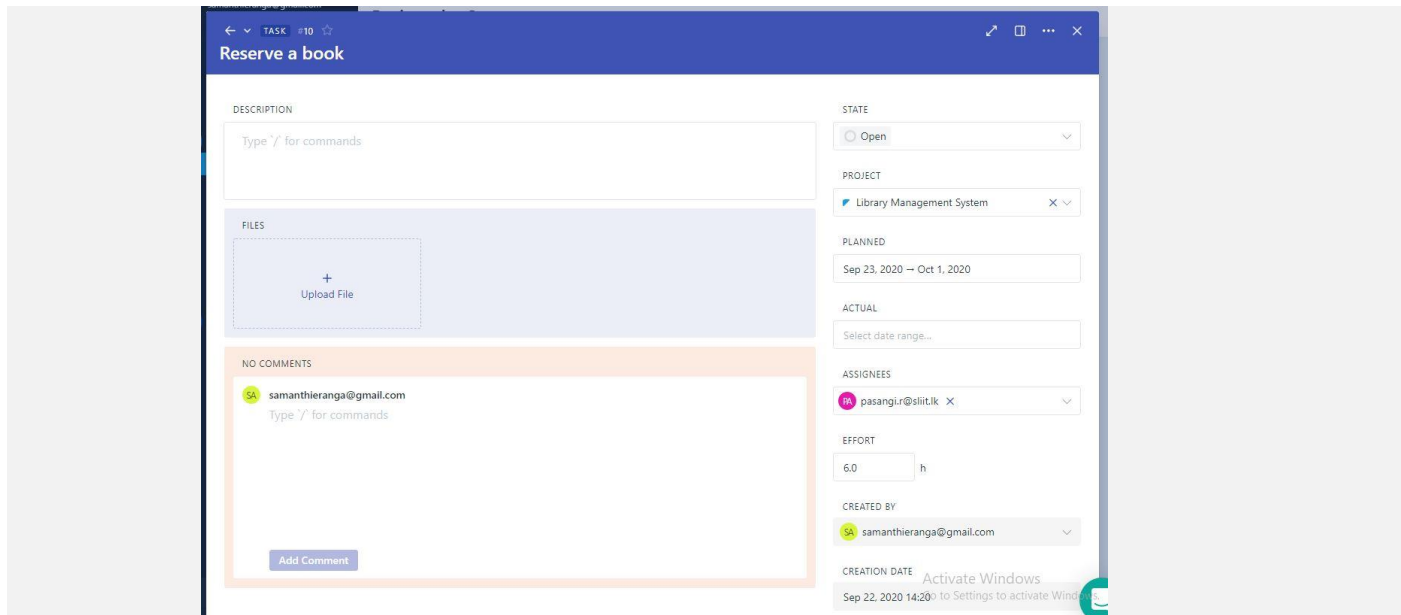 TASK #10
Reserve a book
DESCRIPTION
Type `/` for commands
FILES
+
Upload File
NO COMMENTS
SA samanthieranga@gmail.com
Type `/` for commands
Add Comment
STATE
Open
PROJECT
Library Management System
PLANNED
Sep 23, 2020 → Oct 1, 2020
ACTUAL
Select date range...
ASSIGNEES
PA pasangi.r@sliit.lk
EFFORT
6.0 h
CREATED BY
SA samanthieranga@gmail.com
CREATION DATE
Sep 22, 2020 14:20
Activate Windows
to Settings to activate